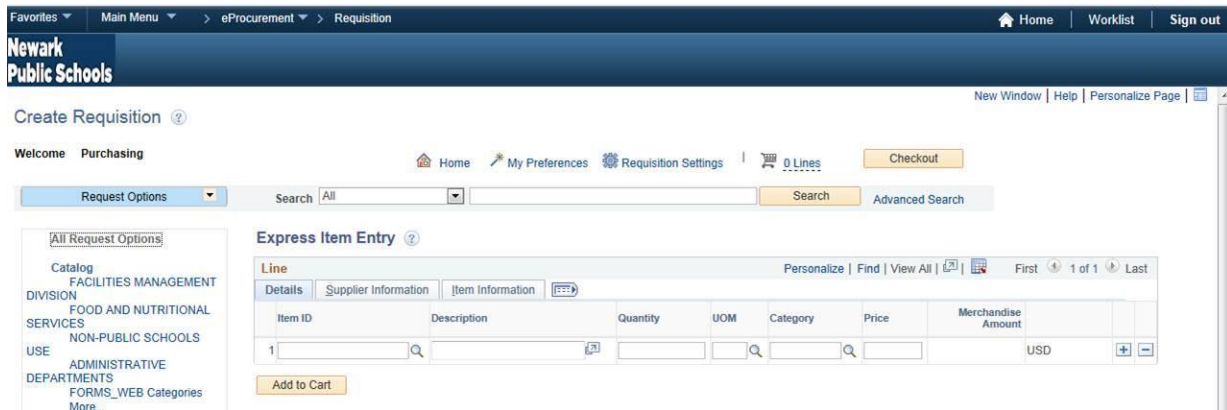 Favorites Main Menu > eProcurement > Requisition Home Worklist Sign out
Newark
Public Schools
New Window | Help | Personalize Page |
Create Requisition
Welcome Purchasing Home My Preferences Requisition Settings | 0 Lines Checkout
Request Options Search All Search Advanced Search
All Request Options
Catalog
FACILITIES MANAGEMENT
DIVISION
FOOD AND NUTRITIONAL
SERVICES
NON-PUBLIC SCHOOLS
USE
ADMINISTRATIVE
DEPARTMENTS
FORMS_WEB Categories
More...
Express Item Entry
Line Personalize | Find | View All | | First 1 of 1 Last
Details Supplier Information Item Information
Item ID Description Quantity UOM Category Price Merchandise
Amount
1 USD
Add to Cart